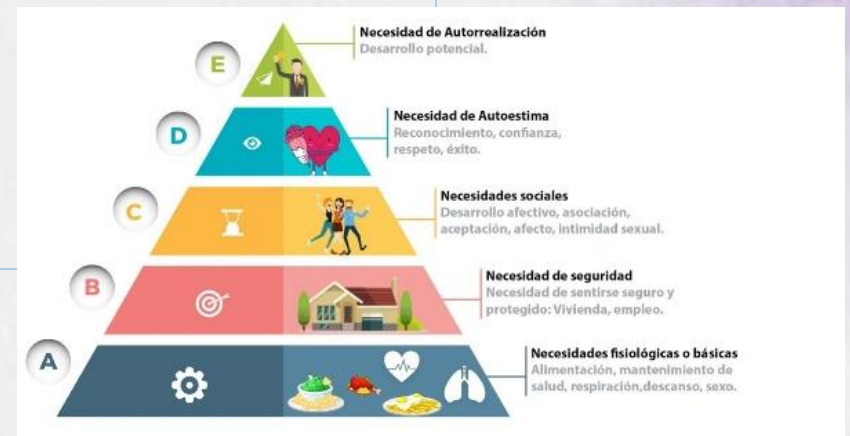 E
Necesidad de Autorrealización
Desarrollo potencial.
D
Necesidad de Autoestima
Reconocimiento, confianza,
respeto, éxito.
C
Necesidades sociales
Desarrollo afectivo, asociación,
aceptación, afecto, intimidad sexual.
B
Necesidad de seguridad
Necesidad de sentirse seguro y
protegido: Vivienda, empleo.
A
Necesidades fisiológicas o básicas
Alimentación, mantenimiento de
salud, respiración,descanso, sexo.